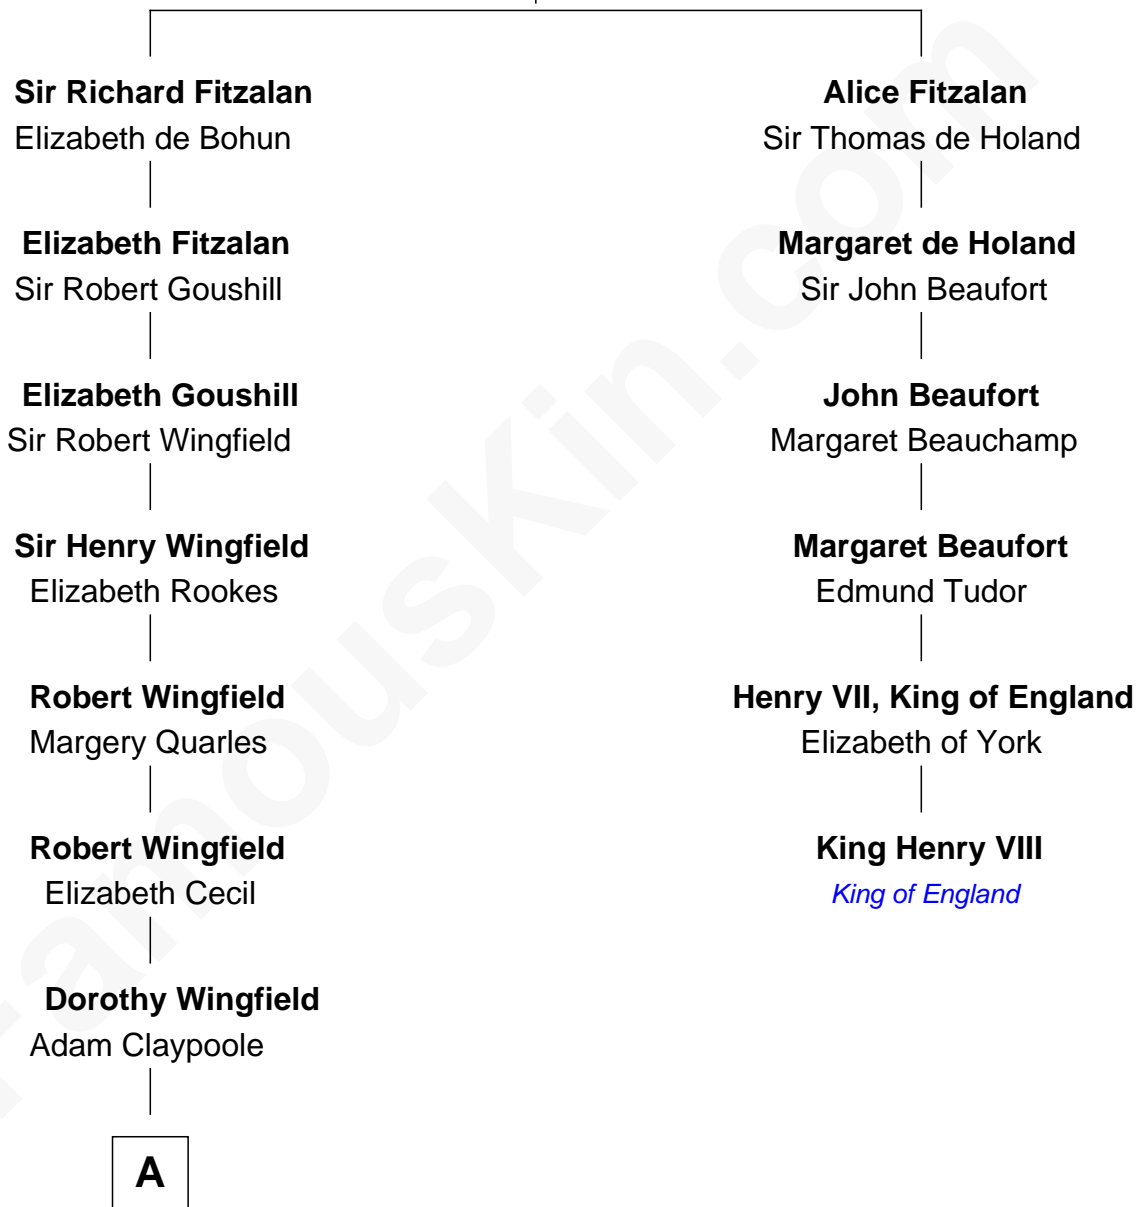 Sir Richard Fitzalan
Elizabeth de Bohun
Elizabeth Fitzalan
Sir Robert Goushill
Elizabeth Goushill
Sir Robert Wingfield
Sir Henry Wingfield
Elizabeth Rookes
Robert Wingfield
Margery Quarles
Robert Wingfield
Elizabeth Cecil
Dorothy Wingfield
Adam Claypoole
A
Alice Fitzalan
Sir Thomas de Holand
Margaret de Holand
Sir John Beaufort
John Beaufort
Margaret Beauchamp
Margaret Beaufort
Edmund Tudor
Henry VII, King of England
Elizabeth of York
King Henry VIII
King of England
FamousKin.com